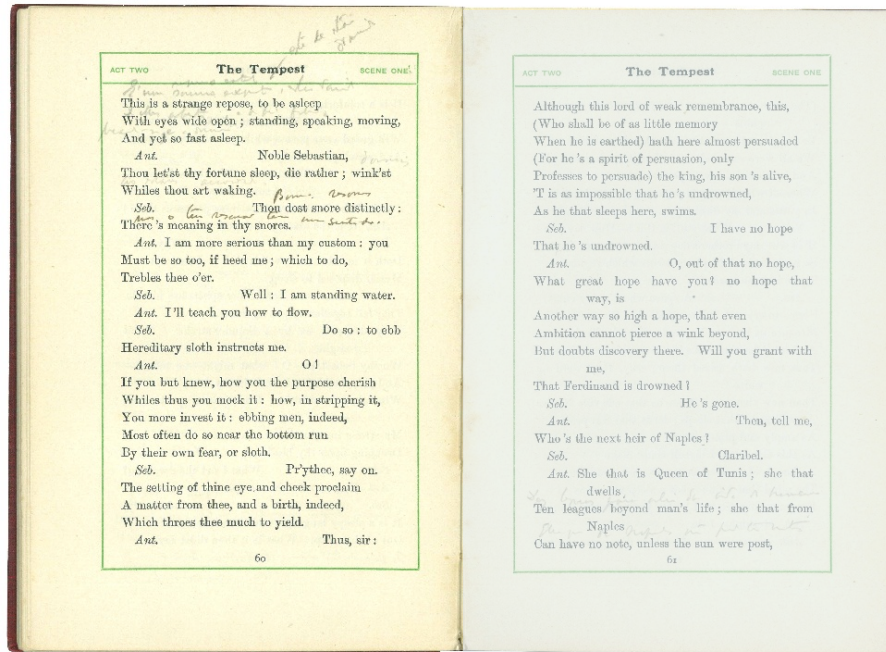 ACT TWO The Tempest SCENE ONE
This is a strange repose, to be asleep
With eyes wide open ; standing, speaking, moving,
And yet so fast asleep.
Ant. Noble Sebastian,
Thou let'st thy fortune sleep, die rather ; wink'st
Whiles thou art waking.
Seb. Thou dost snore distinctly :
There 's meaning in thy snores.
Ant. I am more serious than my custom : you
Must be so too, if heed me ; which to do,
Trebles thee o'er.
Seb. Well : I am standing water.
Ant. I'll teach you how to flow.
Seb. Do so : to ebb
Hereditary sloth instructs me.
Ant. O !
If you but knew, how you the purpose cherish
Whiles thus you mock it : how, in stripping it,
You more invest it : ebbing men, indeed,
Most often do so near the bottom run
By their own fear, or sloth.
Seb. Pr'ythee, say on.
The setting of thine eye and cheek proclaim
A matter from thee, and a birth, indeed,
Which throes thee much to yield.
Ant. Thus, sir :
60
ACT TWO The Tempest SCENE ONE
Although this lord of weak remembrance, this,
(Who shall be of as little memory
When he is earthed) hath here almost persuaded
(For he 's a spirit of persuasion, only
Professes to persuade) the king, his son 's alive,
'T is as impossible that he 's undrowned,
As he that sleeps here, swims.
Seb. I have no hope
That he 's undrowned.
Ant. O, out of that no hope,
What great hope have you ? no hope that
way, is
Another way so high a hope, that even
Ambition cannot pierce a wink beyond,
But doubts discovery there. Will you grant with
me,
That Ferdinand is drowned ?
Seb. He 's gone.
Ant. Then, tell me,
Who 's the next heir of Naples ?
Seb. Claribel.
Ant. She that is Queen of Tunis ; she that
dwells
Ten leagues beyond man's life ; she that from
Naples
Can have no note, unless the sun were post,
61